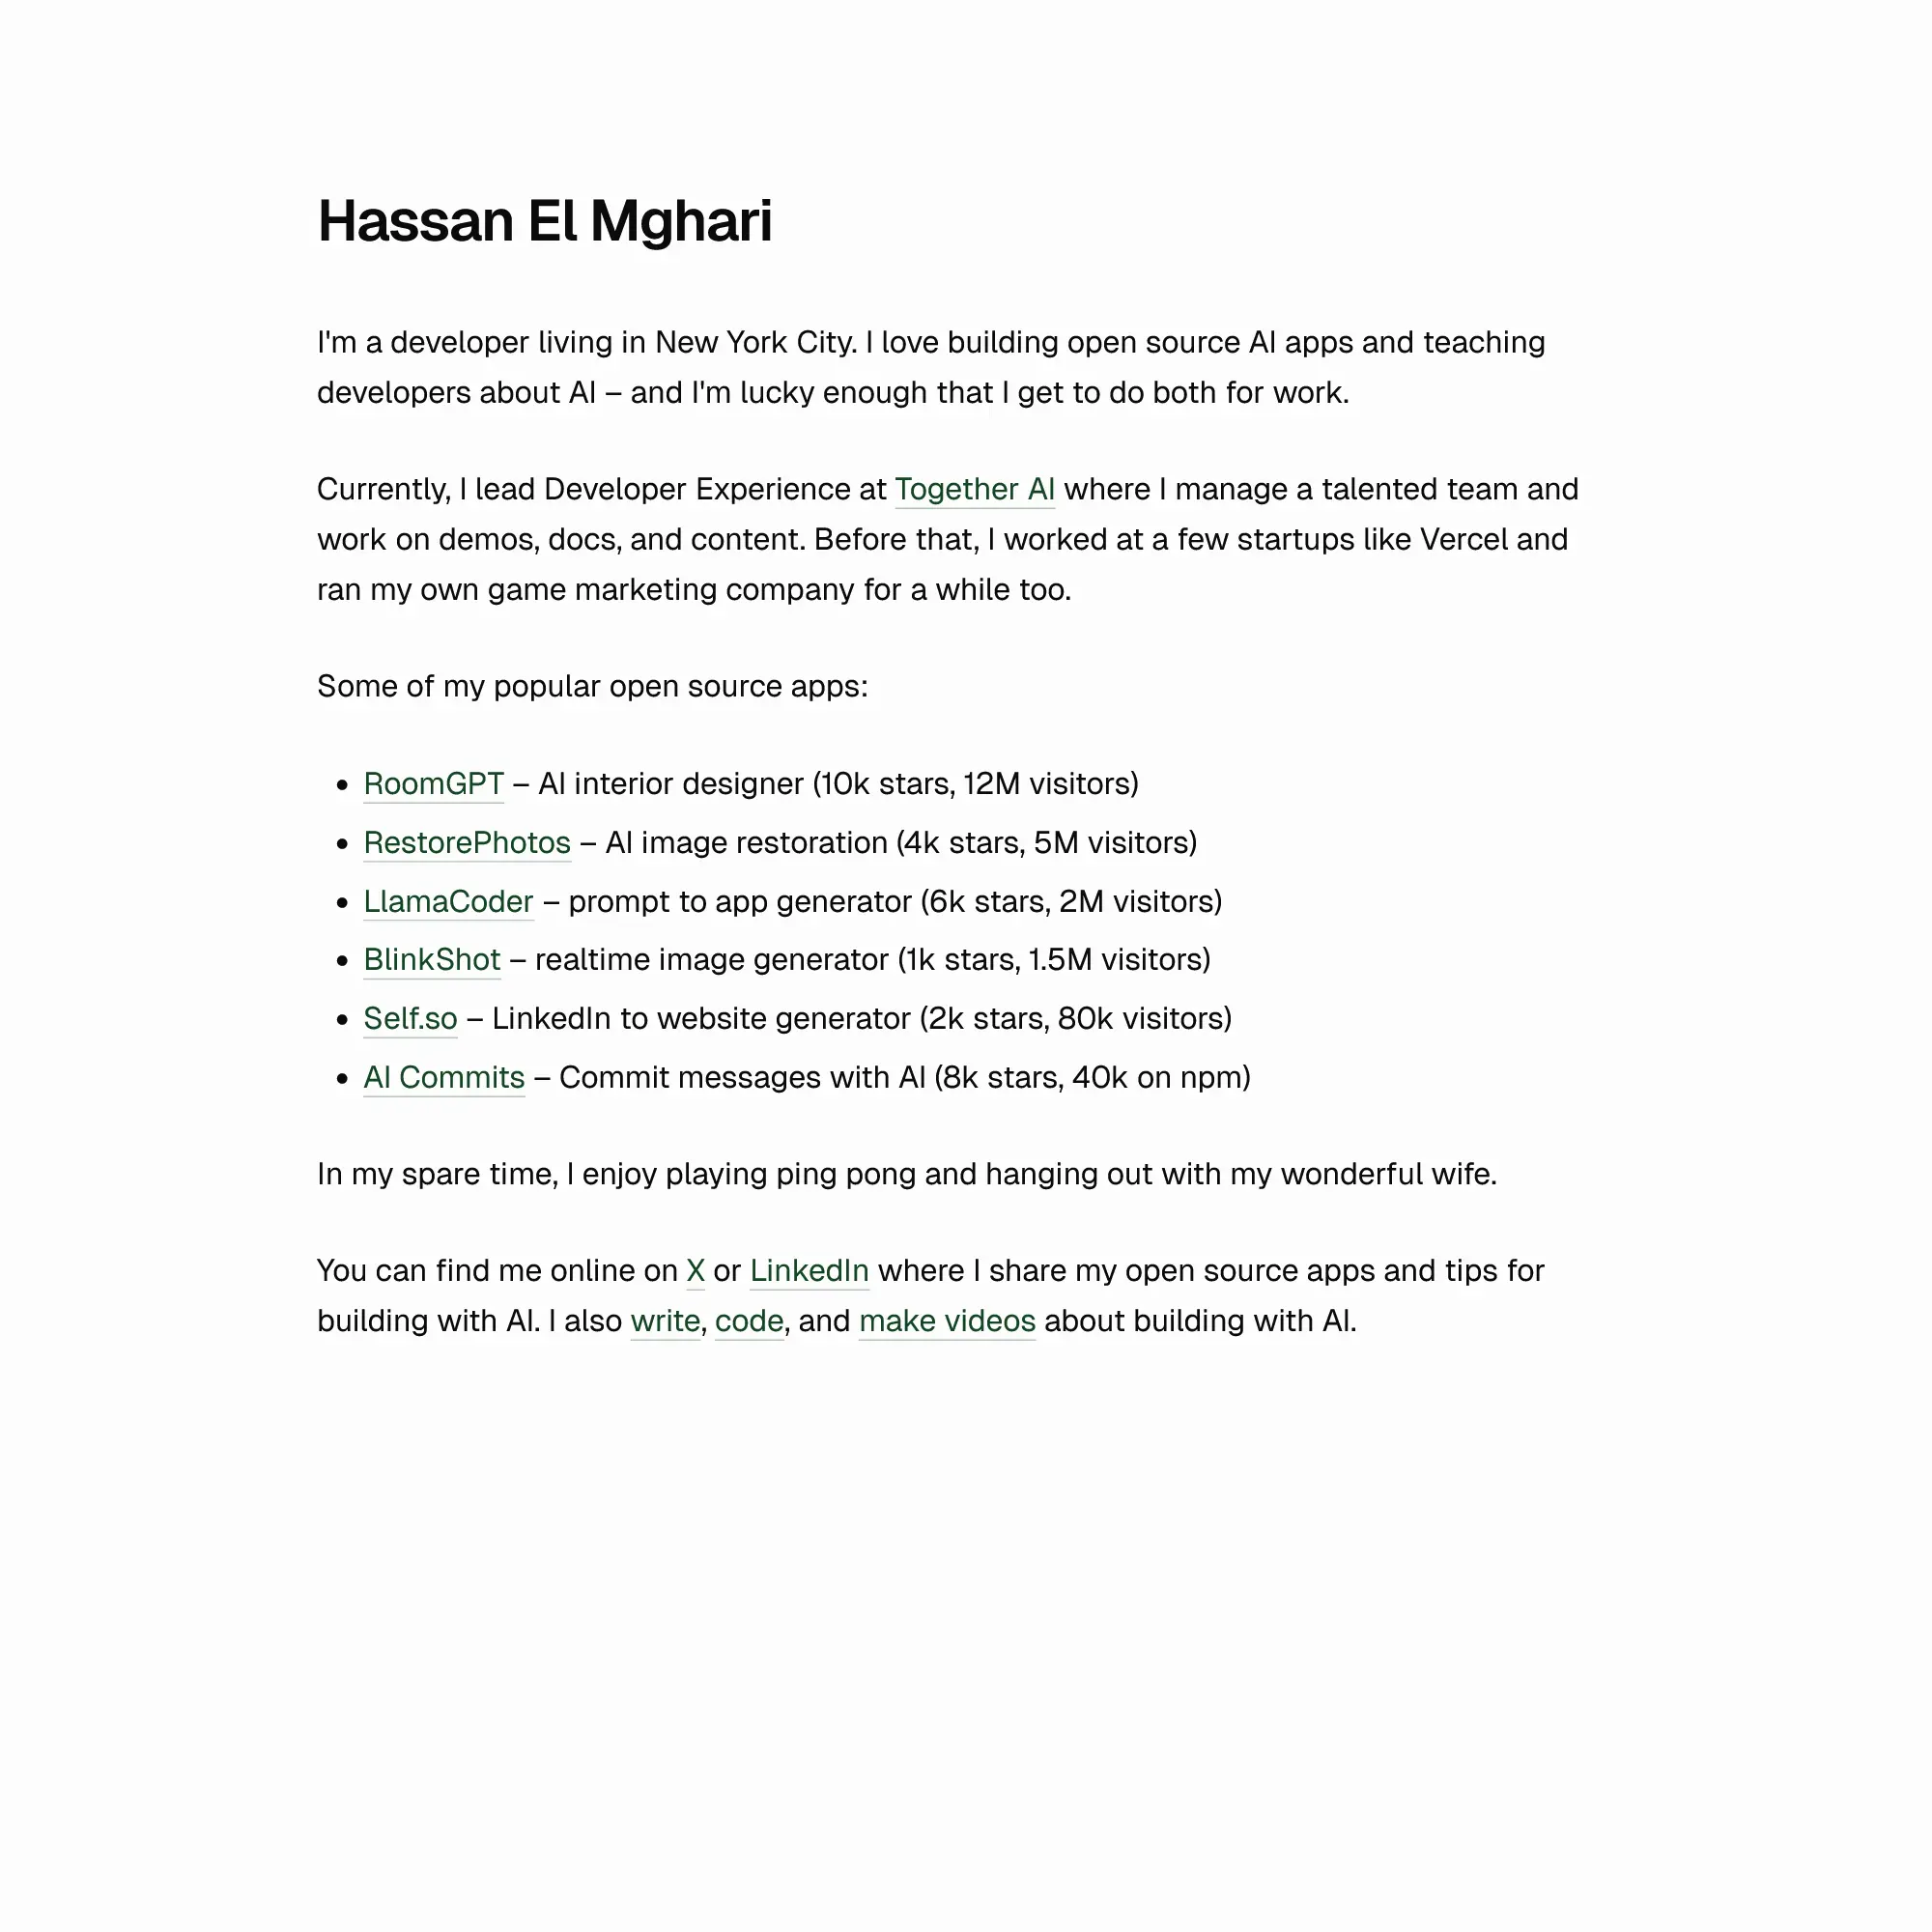 Hassan El Mghari
I'm a developer living in New York City. I love building open source AI apps and teaching
developers about AI – and I'm lucky enough that I get to do both for work.
Currently, I lead Developer Experience at Together AI where I manage a talented team and
work on demos, docs, and content. Before that, I worked at a few startups like Vercel and
ran my own game marketing company for a while too.
Some of my popular open source apps:
• RoomGPT – AI interior designer (10k stars, 12M visitors)
• RestorePhotos – AI image restoration (4k stars, 5M visitors)
• LlamaCoder – prompt to app generator (6k stars, 2M visitors)
• BlinkShot – realtime image generator (1k stars, 1.5M visitors)
• Self.so – LinkedIn to website generator (2k stars, 80k visitors)
• AI Commits – Commit messages with AI (8k stars, 40k on npm)
In my spare time, I enjoy playing ping pong and hanging out with my wonderful wife.
You can find me online on X or LinkedIn where I share my open source apps and tips for
building with AI. I also write, code, and make videos about building with AI.